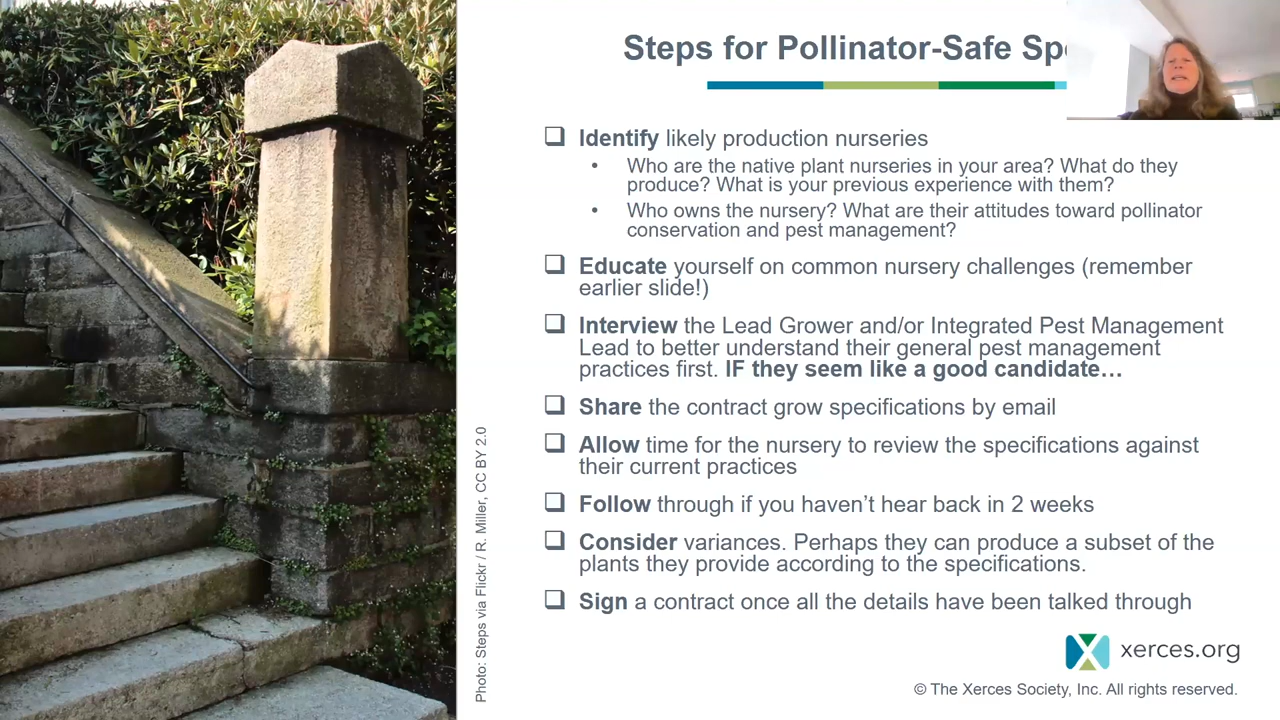 Steps for Pollinator-Safe
❑ Identify likely production nurseries
• Who are the native plant nurseries in your area? What do they
produce? What is your previous experience with them?
• Who owns the nursery? What are their attitudes toward pollinator
conservation and pest management?
❑ Educate yourself on common nursery challenges (remember
earlier slide!)
❑ Interview the Lead Grower and/or Integrated Pest Management
Lead to better understand their general pest management
practices first. IF they seem like a good candidate…
❑ Share the contract grow specifications by email
❑ Allow time for the nursery to review the specifications against
their current practices
❑ Follow through if you haven’t hear back in 2 weeks
❑ Consider variances. Perhaps they can produce a subset of the
plants they provide according to the specifications.
❑ Sign a contract once all the details have been talked through
Photo: Steps via Flickr / R. Miller, CC BY 2.0
xerces.org
© The Xerces Society, Inc. All rights reserved.